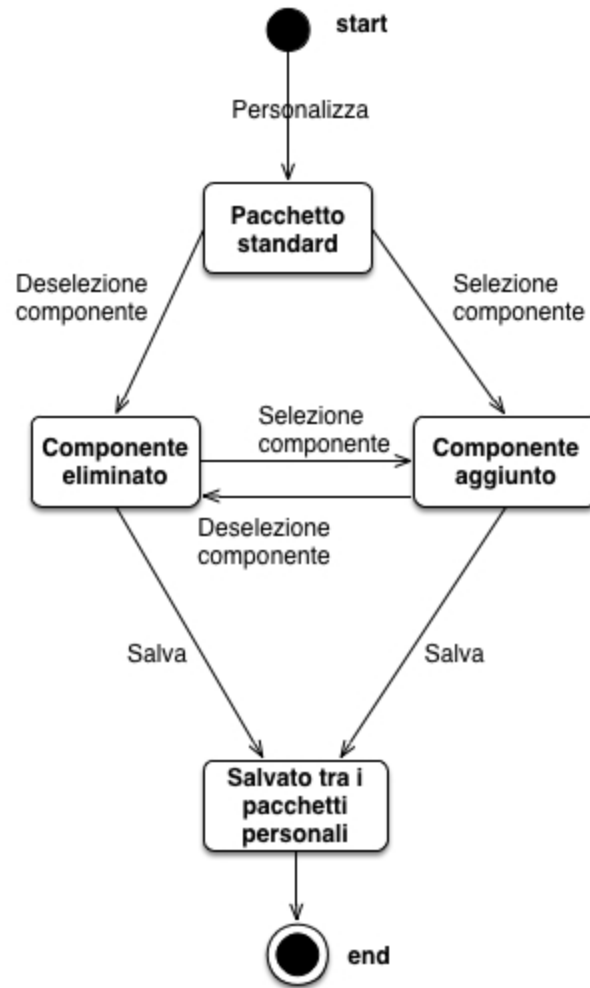 start
Personalizza
Pacchetto
standard
Deselezione
componente
Selezione
componente
Componente
eliminato
Selezione
componente
Componente
aggiunto
Deselezione
componente
Salva
Salva
Salvato tra i
pacchetti
personali
end